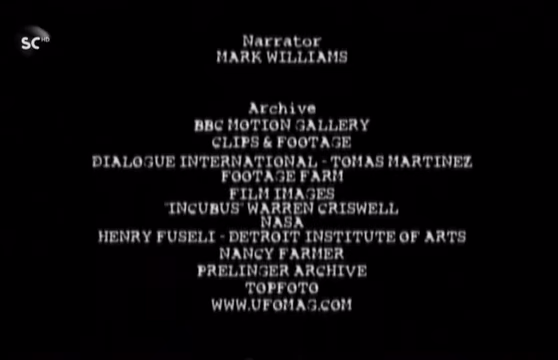 SC HD
Narrator
MARK WILLIAMS
Archive
BBC MOTION GALLERY
CLIPS & FOOTAGE
DIALOGUE INTERNATIONAL - TOMAS MARTINEZ
FOOTAGE FARM
FILM IMAGES
"INCUBUS" WARREN CRISWELL
NASA
HENRY FUSELI - DETROIT INSTITUTE OF ARTS
NANCY FARMER
PRELINGER ARCHIVE
TOPFOTO
WWW.UFOMAG.COM